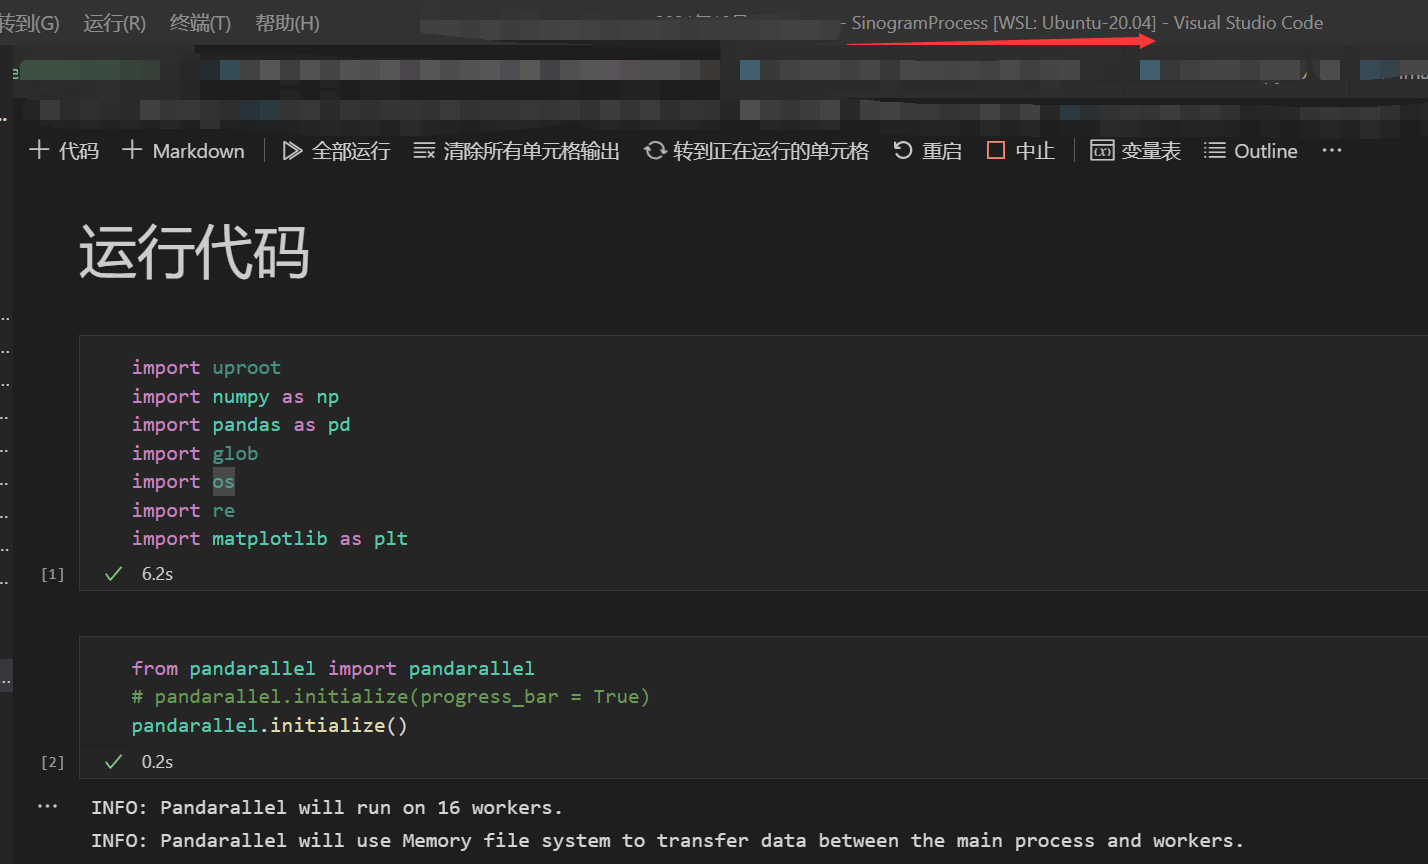 转到(G) 运行(R) 终端(T) 帮助(H) - SinogramProcess [WSL: Ubuntu-20.04] - Visual Studio Code
代码 Markdown 全部运行 清除所有单元格输出 转到正在运行的单元格 重启 中止 变量表 Outline ...
运行代码
import uproot
import numpy as np
import pandas as pd
import glob
import os
import re
import matplotlib as plt
[1] 6.2s
from pandarallel import pandarallel
# pandarallel.initialize(progress_bar = True)
pandarallel.initialize()
[2] 0.2s
... INFO: Pandarallel will run on 16 workers.
INFO: Pandarallel will use Memory file system to transfer data between the main process and workers.